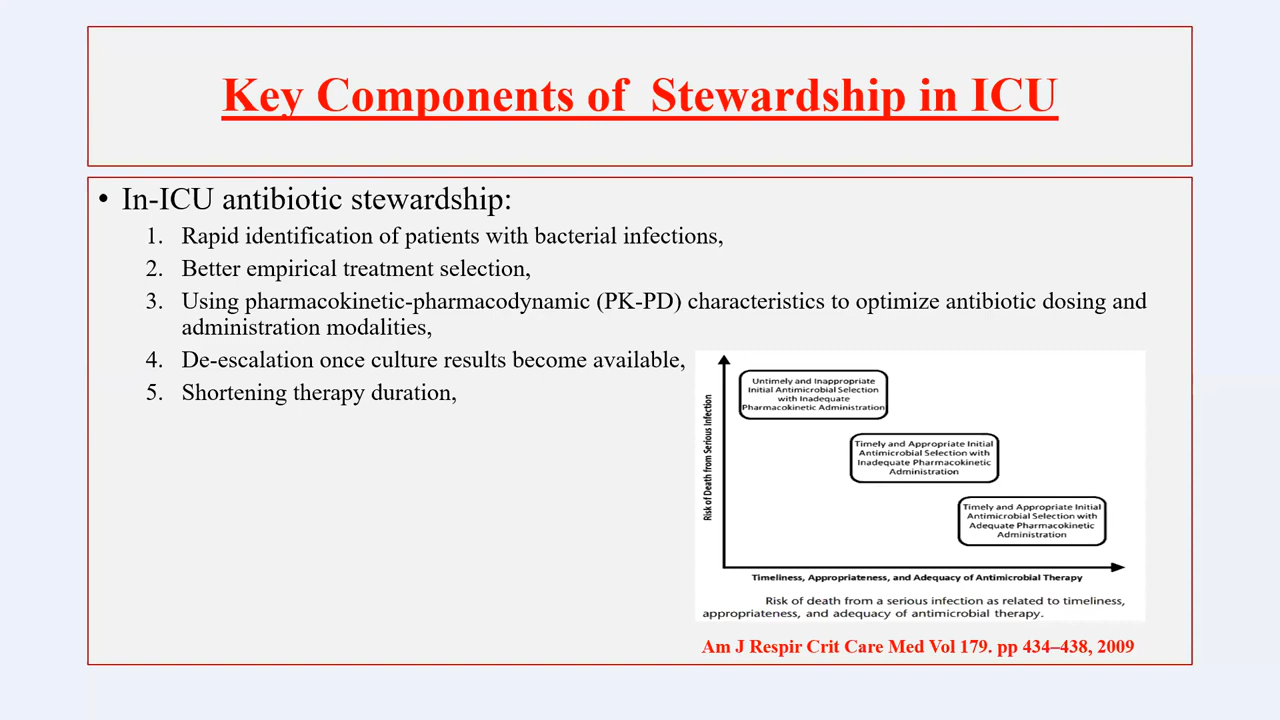 Key Components of  Stewardship in ICU
• In-ICU antibiotic stewardship:
1. Rapid identification of patients with bacterial infections,
2. Better empirical treatment selection,
3. Using pharmacokinetic-pharmacodynamic (PK-PD) characteristics to optimize antibiotic dosing and
administration modalities,
4. De-escalation once culture results become available,
5. Shortening therapy duration,
Risk of Death from Serious Infection
Untimely and Inappropriate
Initial Antimicrobial Selection
with Inadequate
Pharmacokinetic Administration
Timely and Appropriate Initial
Antimicrobial Selection with
Inadequate Pharmacokinetic
Administration
Timely and Appropriate Initial
Antimicrobial Selection with
Adequate Pharmacokinetic
Administration
Timeliness, Appropriateness, and Adequacy of Antimicrobial Therapy
Risk of death from a serious infection as related to timeliness,
appropriateness, and adequacy of antimicrobial therapy.
Am J Respir Crit Care Med Vol 179. pp 434–438, 2009